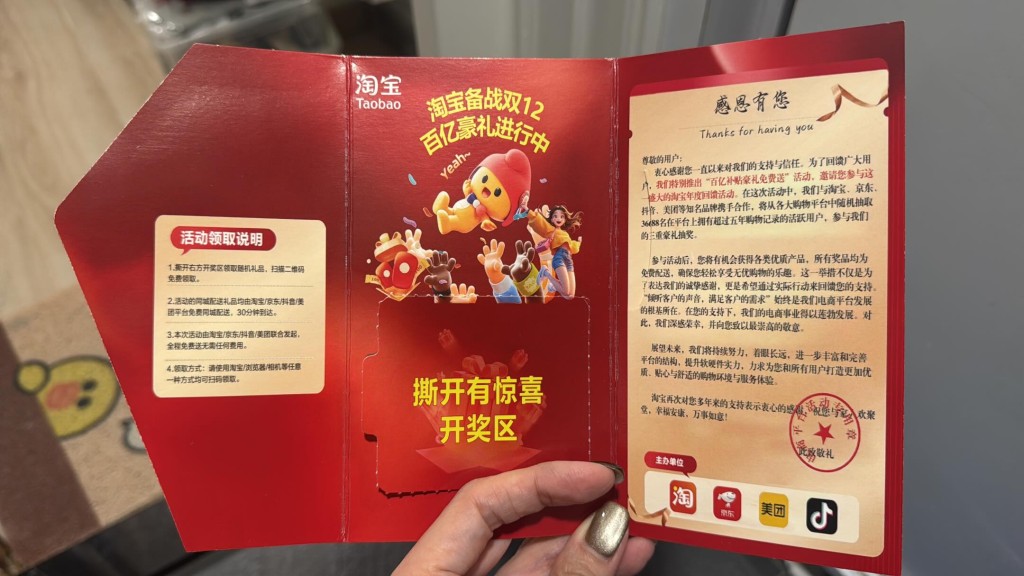 活动领取说明
1.撕开右方开奖区领取随机礼品,扫描二维码
免费领取。
2.活动的同城配送礼品均由淘宝/京东/抖音/美
团平台免费同城配送,30分钟到达。
3.本次活动由淘宝/京东/抖音/美团联合发起,
全程免费送无需任何费用。
4.领取方式:请使用淘宝/浏览器/相机等任意
一种方式均可扫码领取。
淘宝
Taobao
淘宝备战双12
百亿豪礼进行中
Yeah~
撕开有惊喜
开奖区
感恩有您
Thanks for having you
尊敬的用户:
衷心感谢您一直以来对我们的支持与信任。为了回馈广大用
户,我们特别推出“百亿补贴豪礼免费送”活动。邀请您参与这
一盛大的淘宝年度回馈活动。在这次活动中,我们与淘宝、京东、
抖音、美团等知名品牌携手合作,将从各大购物平台中随机抽取
36688名在平台上拥有超过五年购物记录的活跃用户,参与我们
的三重豪礼抽奖。
参与活动后,您将有机会获得各类优质产品,所有奖品均为
免费配送,确保您轻松享受无忧购物的乐趣。这一举措不仅是为
了表达我们的诚挚感谢,更是希望通过实际行动来回馈您的支持。
“倾听客户的声音,满足客户的需求”始终是我们电商平台发展
的根基所在。在您的支持下,我们的电商事业得以蓬勃发展。对
此,我们深感荣幸,并向您致以最崇高的敬意。
展望未来,我们将持续努力,着眼长远,进一步丰富和完善
平台的结构,提升软硬件实力,力求为您和所有用户打造更加优
质、贴心与舒适的购物环境与服务体验。
淘宝再次对您多年来的支持表示衷心的感谢,祝您与家人欢聚一
堂,幸福安康,万事如意!
此致敬礼
平台活动专用章
主办单位
淘
京东
美团